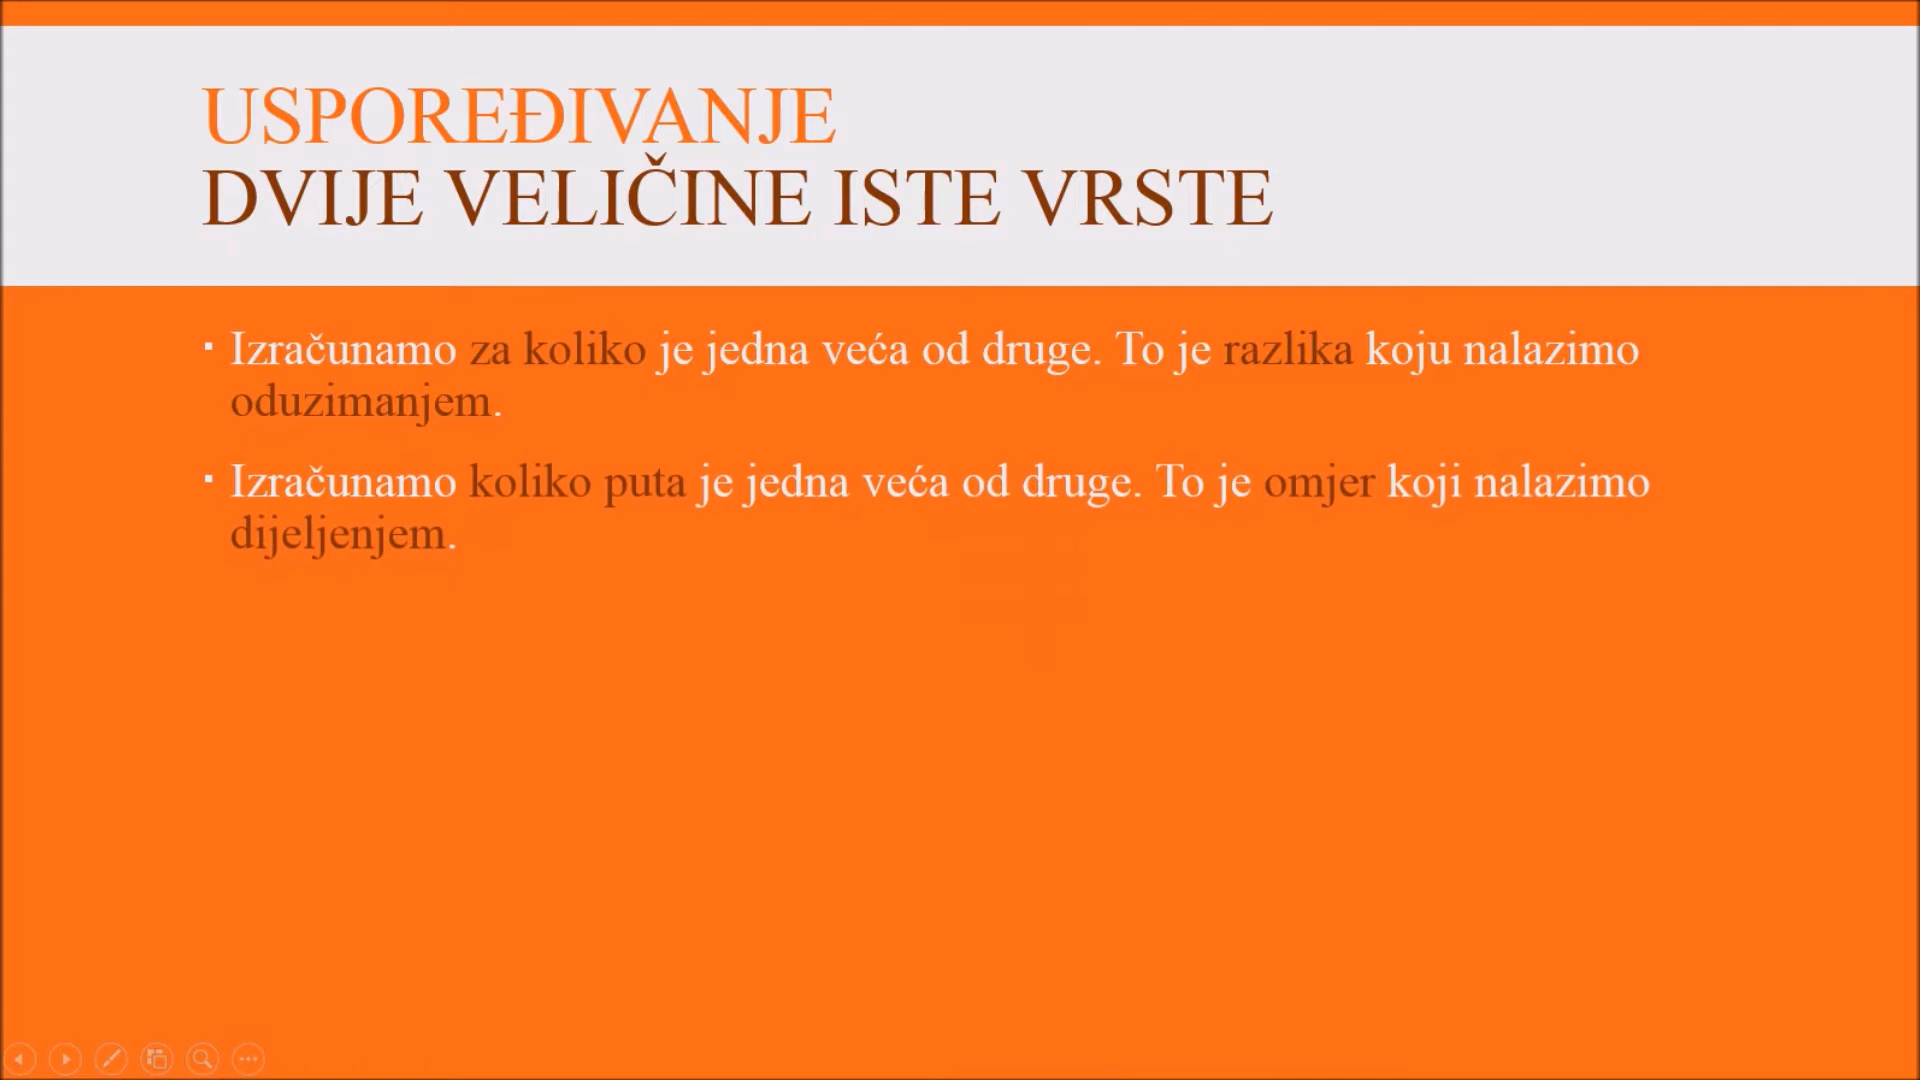 USPOREĐIVANJE
DVIJE VELIČINE ISTE VRSTE
▪ Izračunamo za koliko je jedna veća od druge. To je razlika koju nalazimo
oduzimanjem.
▪ Izračunamo koliko puta je jedna veća od druge. To je omjer koji nalazimo
dijeljenjem.